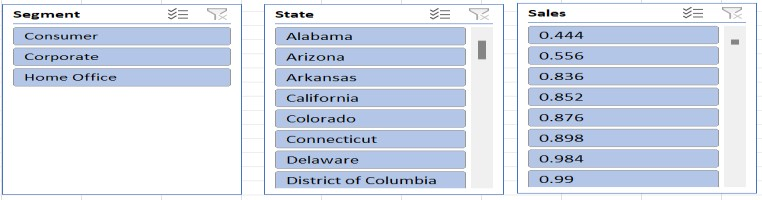 Segment
Consumer
Corporate
Home Office
State
Alabama
Arizona
Arkansas
California
Colorado
Connecticut
Delaware
District of Columbia
Sales
0.444
0.556
0.836
0.852
0.876
0.898
0.984
0.99